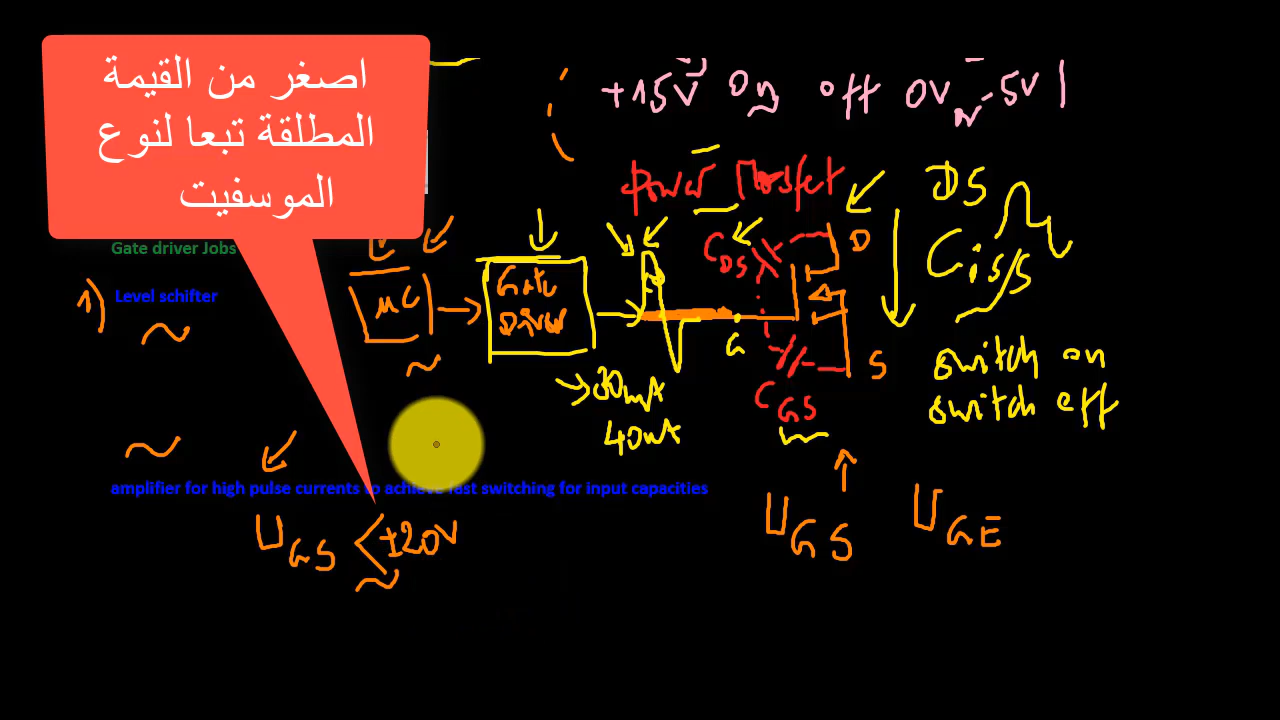 اصغر من القيمة
المطلقة تبعا لنوع
الموسفيت
+15V On off 0V -5V
power Mosfet
DS
Ciss
switch on
switch off
Gate driver Jobs
1) Level schifter
μC
Gate
Driver
30mA
40mA
CDS
D
G
S
CGS
amplifier for high pulse currents to achieve fast switching for input capacities
UGS < ±20V
UGS
UGE